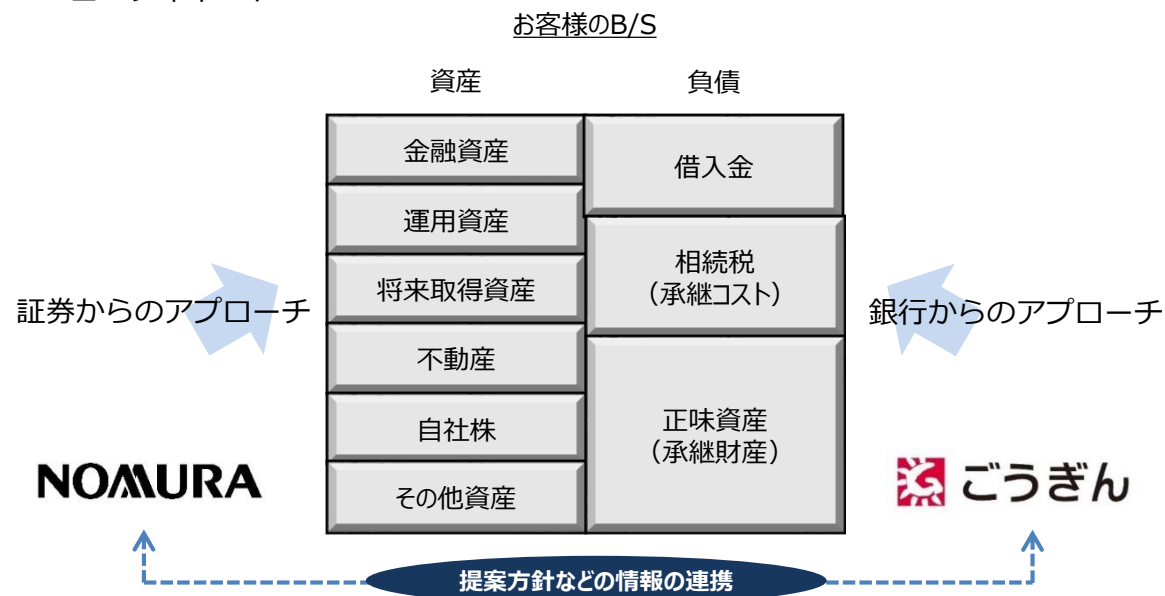 お客様のB/S
資産
負債
金融資産
運用資産
将来取得資産
不動産
自社株
その他資産
借入金
相続税
（承継コスト）
正味資産
（承継財産）
証券からのアプローチ
銀行からのアプローチ
NOMURA
ごうぎん
提案方針などの情報の連携